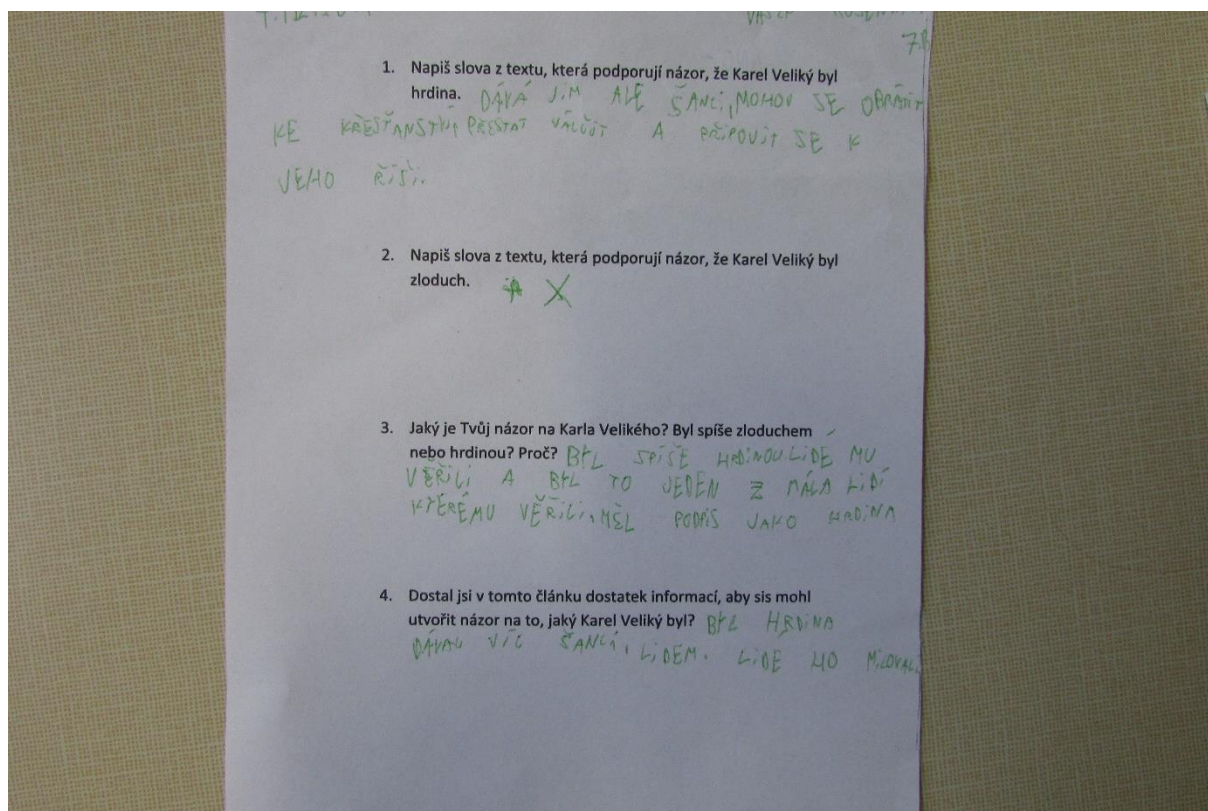 7.B
1. Napiš slova z textu, která podporují názor, že Karel Veliký byl
hrdina. DÁVÁ JIM ALE ŠANCI, MOHOU SE OBRÁTIT
KE KŘESŤANSTVÍ, PŘESTAT VÁLČIT A PŘIPOVIT SE K
JEHO ŘÍŠI.
2. Napiš slova z textu, která podporují názor, že Karel Veliký byl
zloduch. X
3. Jaký je Tvůj názor na Karla Velikého? Byl spíše zloduchem
nebo hrdinou? Proč? BYL SPÍŠE HRDINOU. LIDÉ MU
VĚŘILI A BYL TO JEDEN Z MÁLA LIDÍ
KTERÉMU VĚŘILI, MĚL PODPIS JAKO HRDINA
4. Dostal jsi v tomto článku dostatek informací, aby sis mohl
utvořit názor na to, jaký Karel Veliký byl? BYL HRDINA
DÁVAL VÍC ŠANCÍ, LIDEM. LIDÉ HO MILOVALI